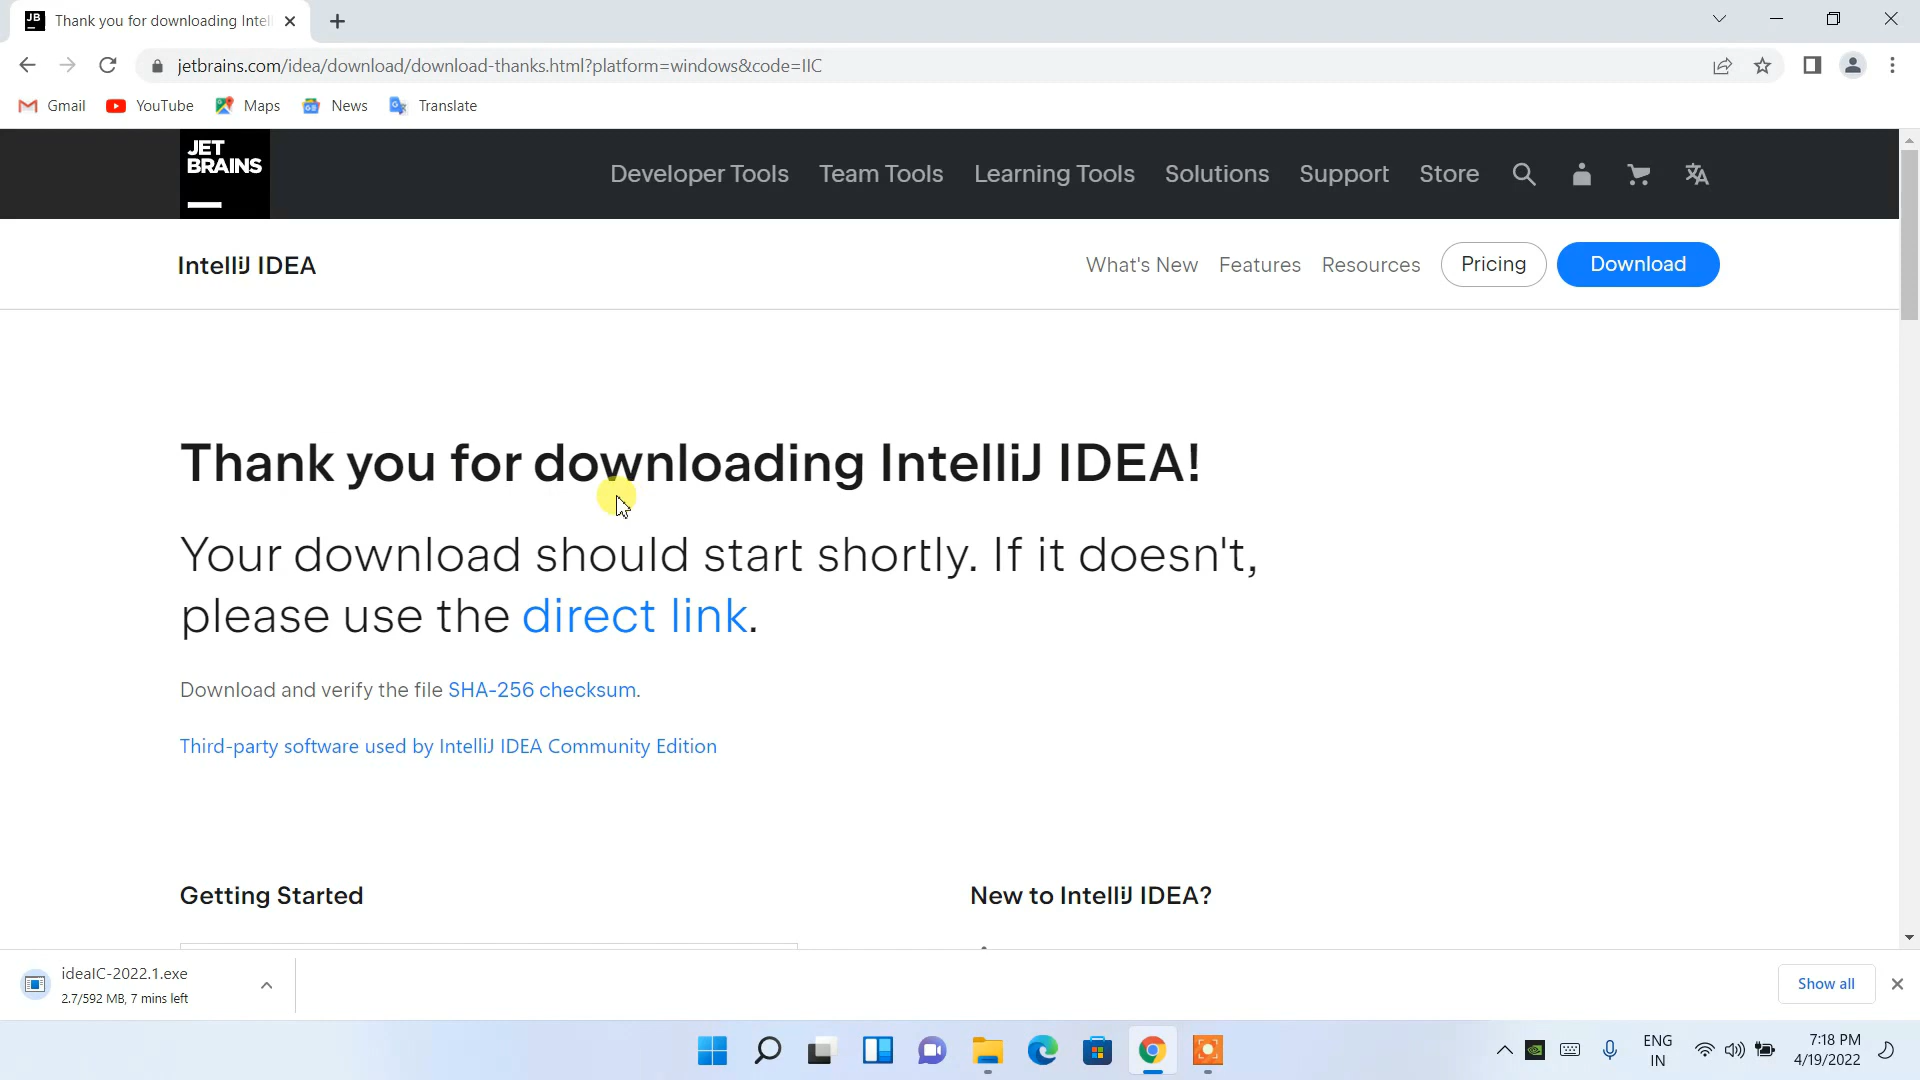 JB
Thank you for downloading Intel
jetbrains.com/idea/download/download-thanks.html?platform=windows&code=IIC
Gmail
YouTube
Maps
News
Translate
JET
BRAINS
Developer Tools
Team Tools
Learning Tools
Solutions
Support
Store
IntelliJ IDEA
What's New
Features
Resources
Pricing
Download
Thank you for downloading IntelliJ IDEA!
Your download should start shortly. If it doesn't,
please use the direct link.
Download and verify the file SHA-256 checksum.
Third-party software used by IntelliJ IDEA Community Edition
Getting Started
New to IntelliJ IDEA?
ideaIC-2022.1.exe
2.7/592 MB, 7 mins left
Show all
ENG
IN
7:18 PM
4/19/2022